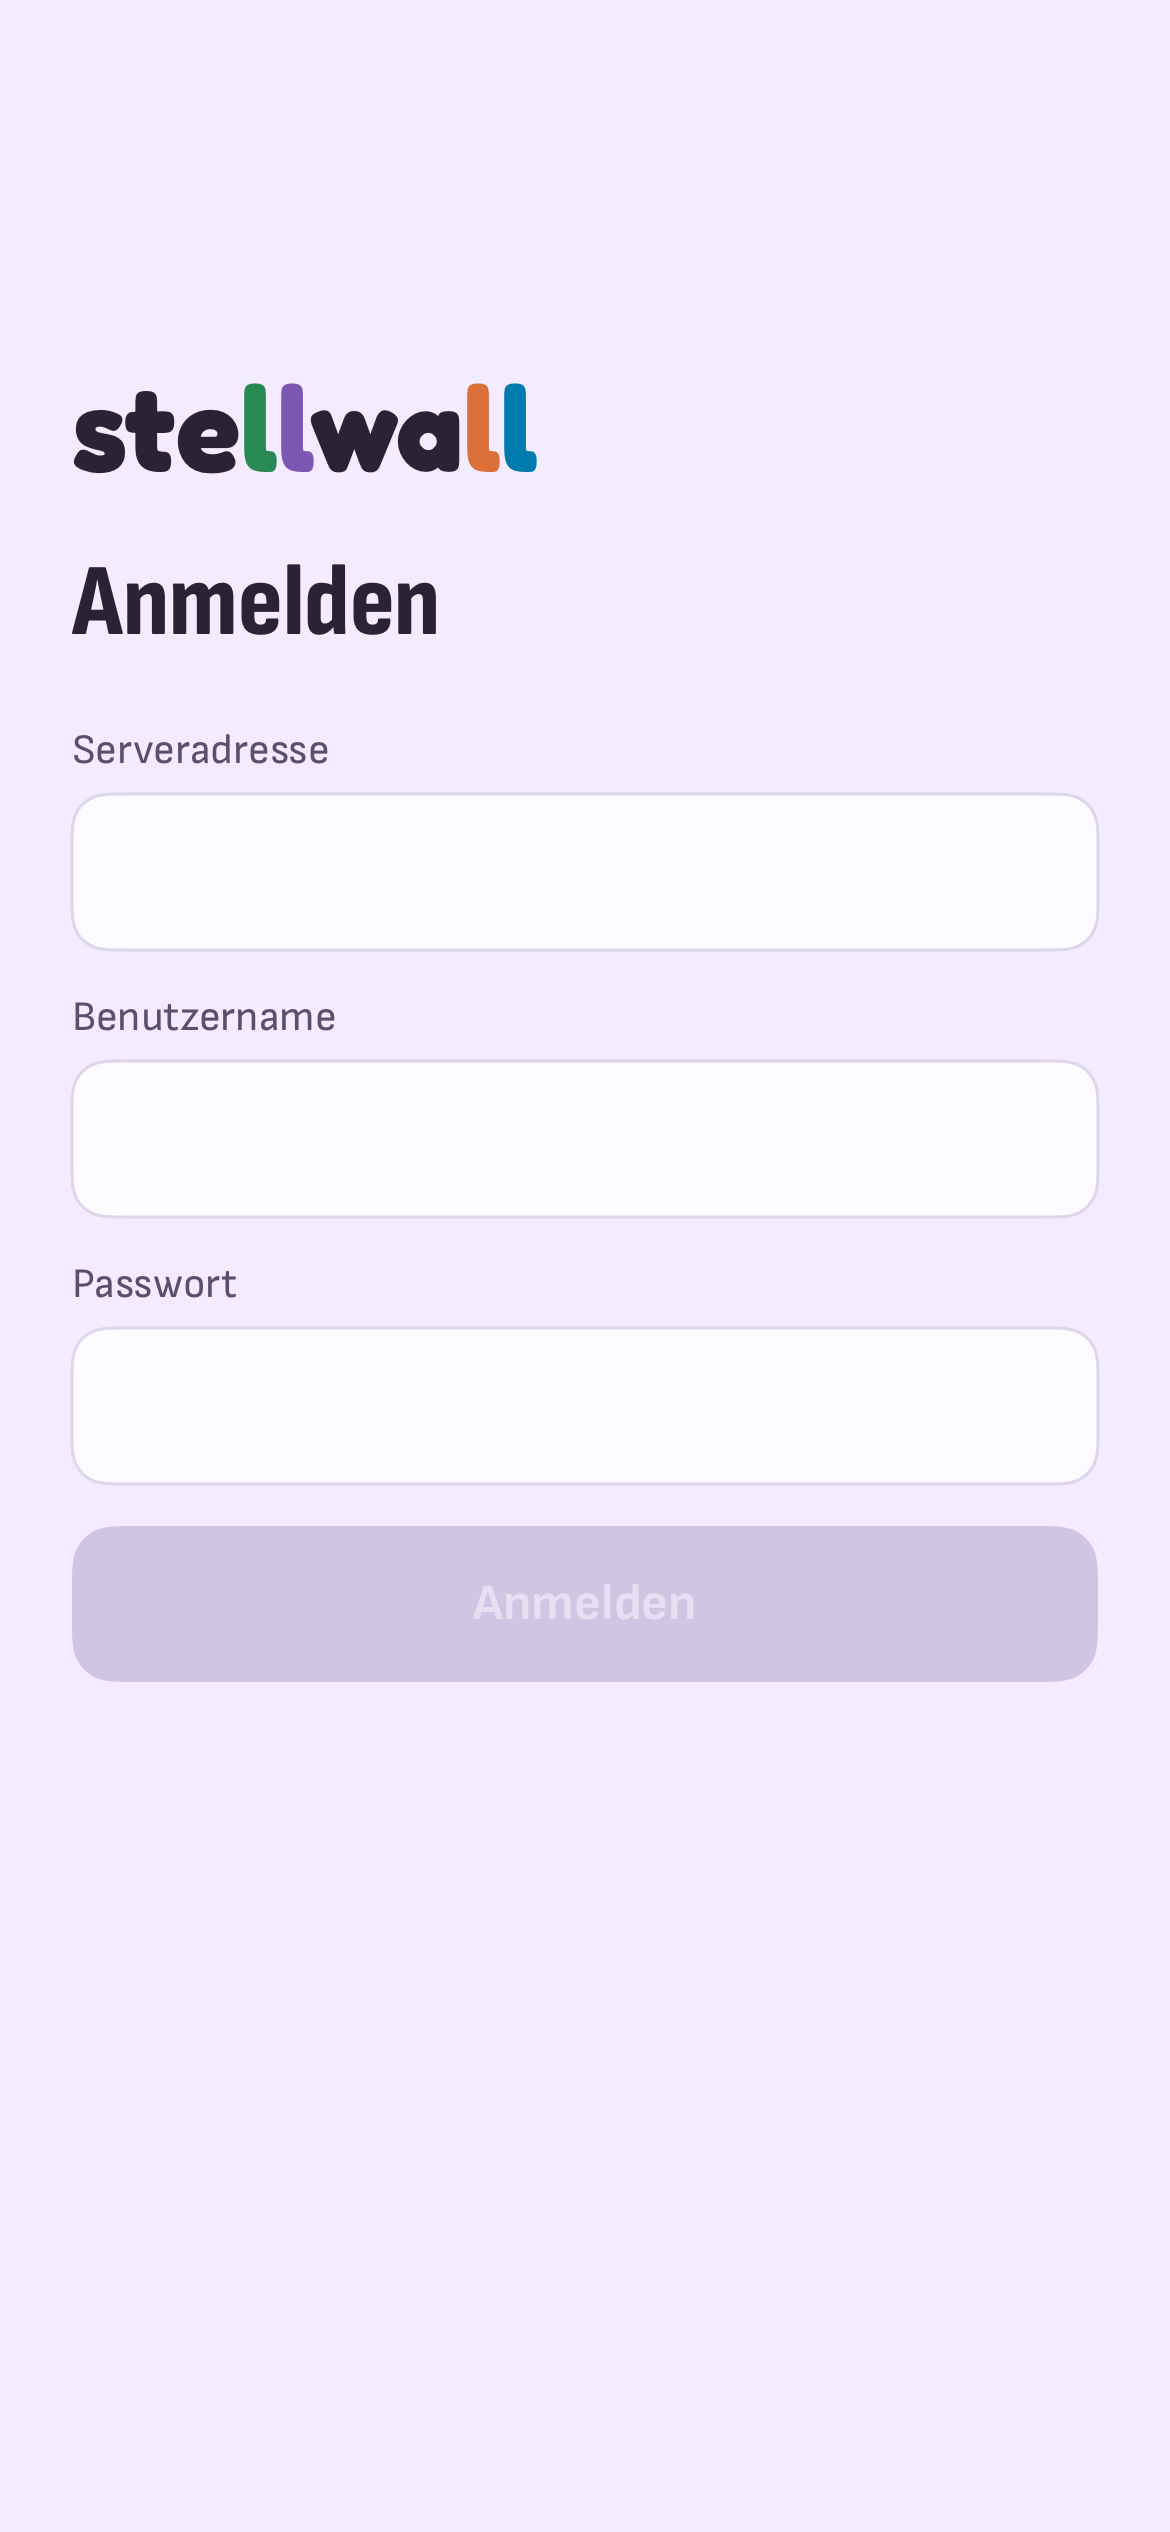 stellwall
Anmelden
Serveradresse
Benutzername
Passwort
Anmelden